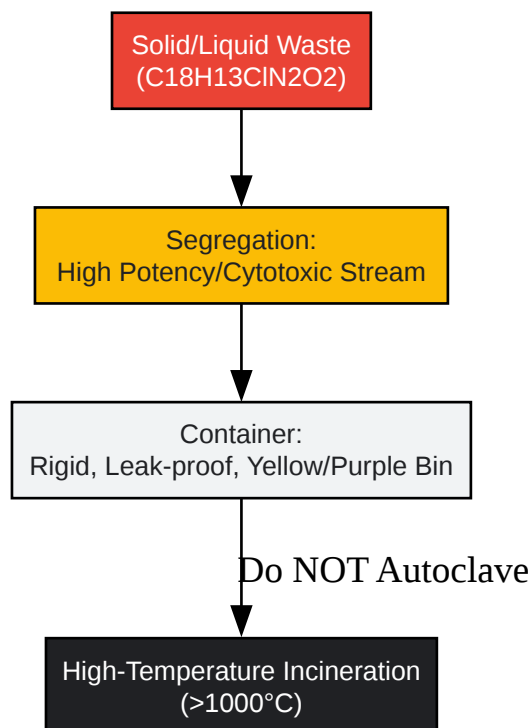 Solid/Liquid Waste
(C18H13ClN2O2)
Segregation:
High Potency/Cytotoxic Stream
Container:
Rigid, Leak-proof, Yellow/Purple Bin
Do NOT Autoclave
High-Temperature Incineration
(>1000°C)